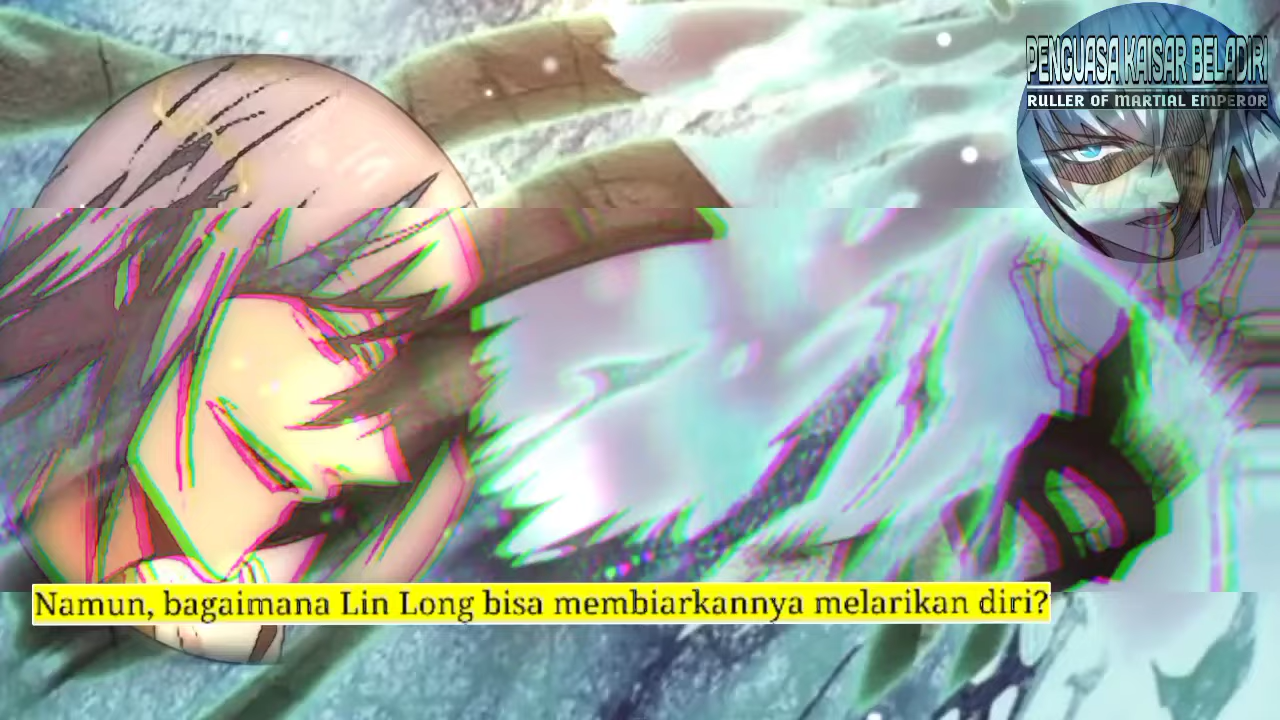 PENGUASA KAISAR BELADIRI
RULLER OF MARTIAL EMPEROR
Namun, bagaimana Lin Long bisa membiarkannya melarikan diri?